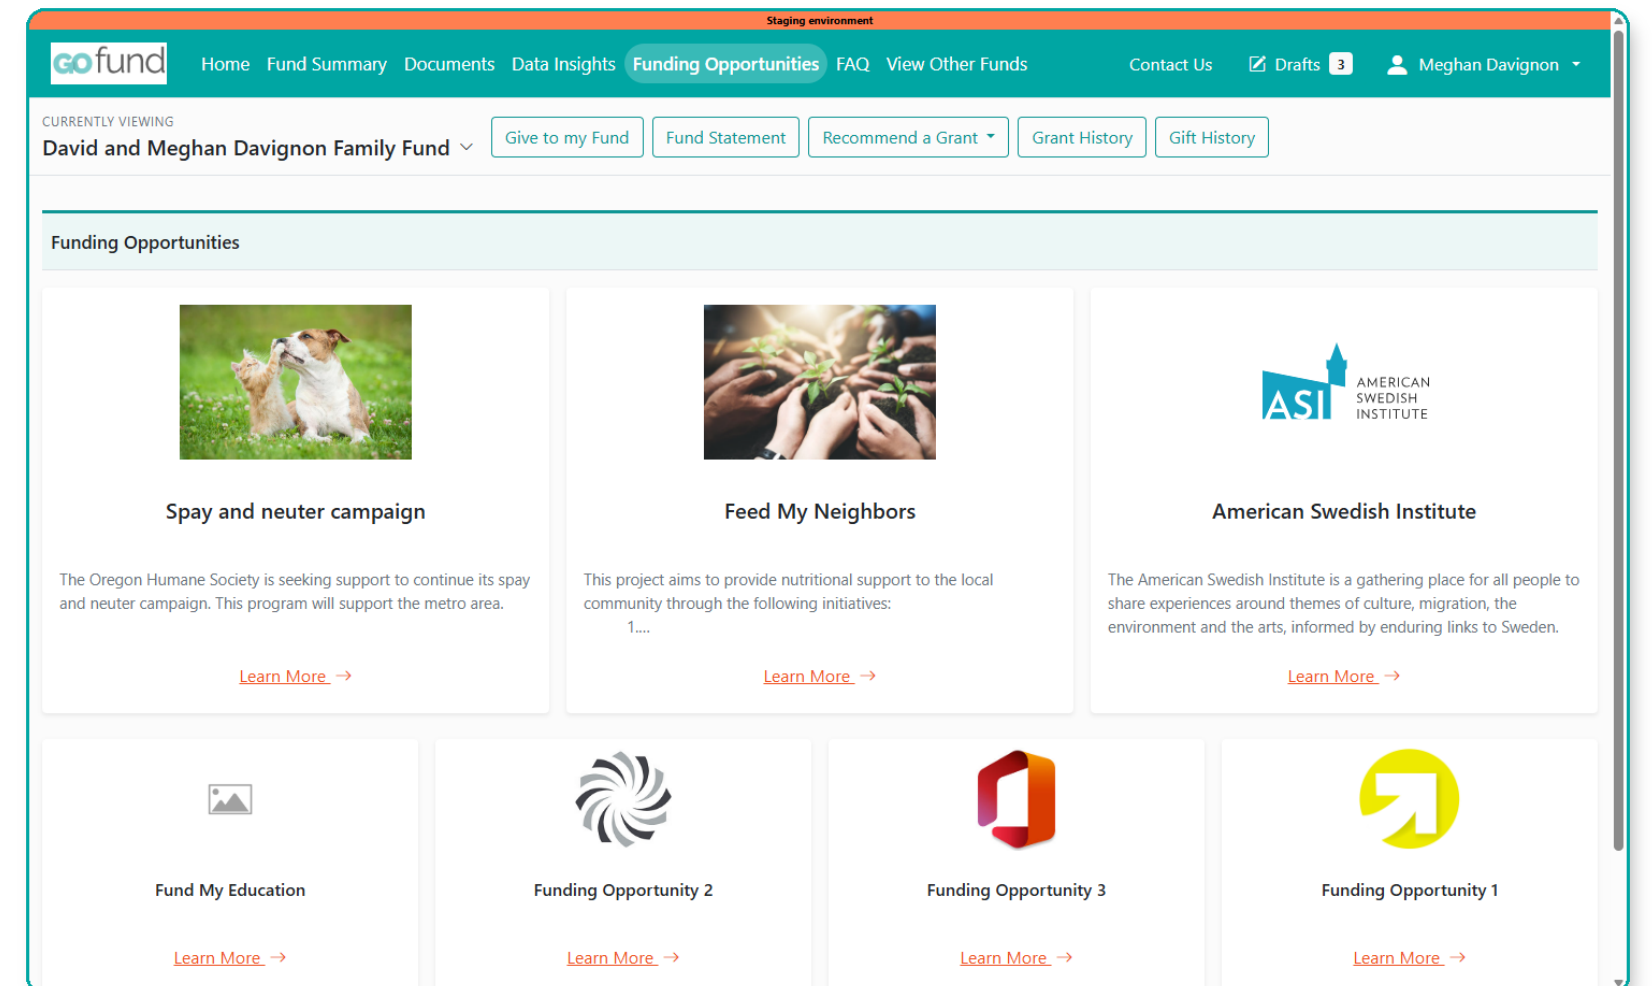 Staging environment
GOfund
Home Fund Summary Documents Data Insights Funding Opportunities FAQ View Other Funds Contact Us Drafts 3 Meghan Davignon
CURRENTLY VIEWING
David and Meghan Davignon Family Fund
Give to my Fund Fund Statement Recommend a Grant Grant History Gift History
Funding Opportunities
ASI
AMERICAN
SWEDISH
INSTITUTE
Spay and neuter campaign
The Oregon Humane Society is seeking support to continue its spay
and neuter campaign. This program will support the metro area.
Learn More →
Feed My Neighbors
This project aims to provide nutritional support to the local
community through the following initiatives:
1....
Learn More →
American Swedish Institute
The American Swedish Institute is a gathering place for all people to
share experiences around themes of culture, migration, the
environment and the arts, informed by enduring links to Sweden.
Learn More →
Fund My Education
Learn More →
Funding Opportunity 2
Learn More →
Funding Opportunity 3
Learn More →
Funding Opportunity 1
Learn More →